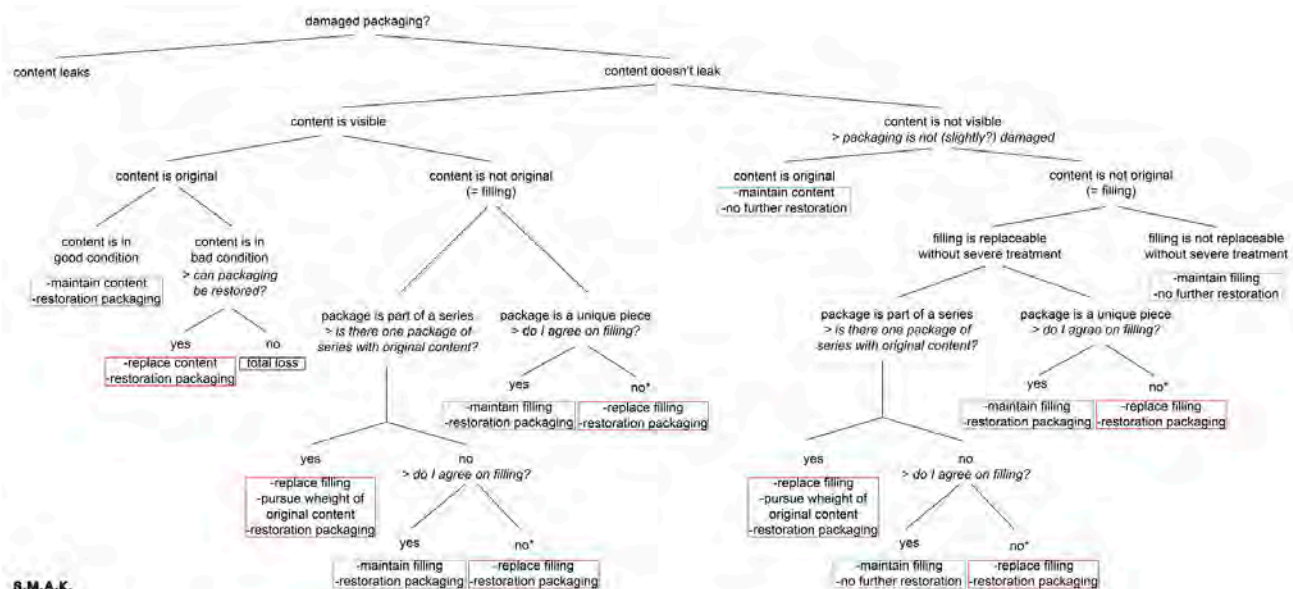 damaged packaging?
content leaks
content doesn't leak
content is visible
content is not visible
> packaging is not (slightly?) damaged
content is original
content is not original
(= filling)
content is original
-maintain content
-no further restoration
content is not original
(= filling)
content is in
good condition
-maintain content
-restoration packaging
content is in
bad condition
> can packaging
be restored?
filling is replaceable
without severe treatment
filling is not replaceable
without severe treatment
-maintain filling
-no further restoration
yes
-replace content
-restoration packaging
no
total loss
package is part of a series
> is there one package of
series with original content?
package is a unique piece
> do I agree on filling?
package is part of a series
> is there one package of
series with original content?
package is a unique piece
> do I agree on filling?
yes
-maintain filling
-restoration packaging
no*
-replace filling
-restoration packaging
yes
-maintain filling
-restoration packaging
no*
-replace filling
-restoration packaging
yes
-replace filling
-pursue wheight of
original content
-restoration packaging
no
> do I agree on filling?
yes
-replace filling
-pursue wheight of
original content
-restoration packaging
no
> do I agree on filling?
yes
-maintain filling
-restoration packaging
no*
-replace filling
-restoration packaging
yes
-maintain filling
-no further restoration
no*
-replace filling
-restoration packaging
S.M.A.K.